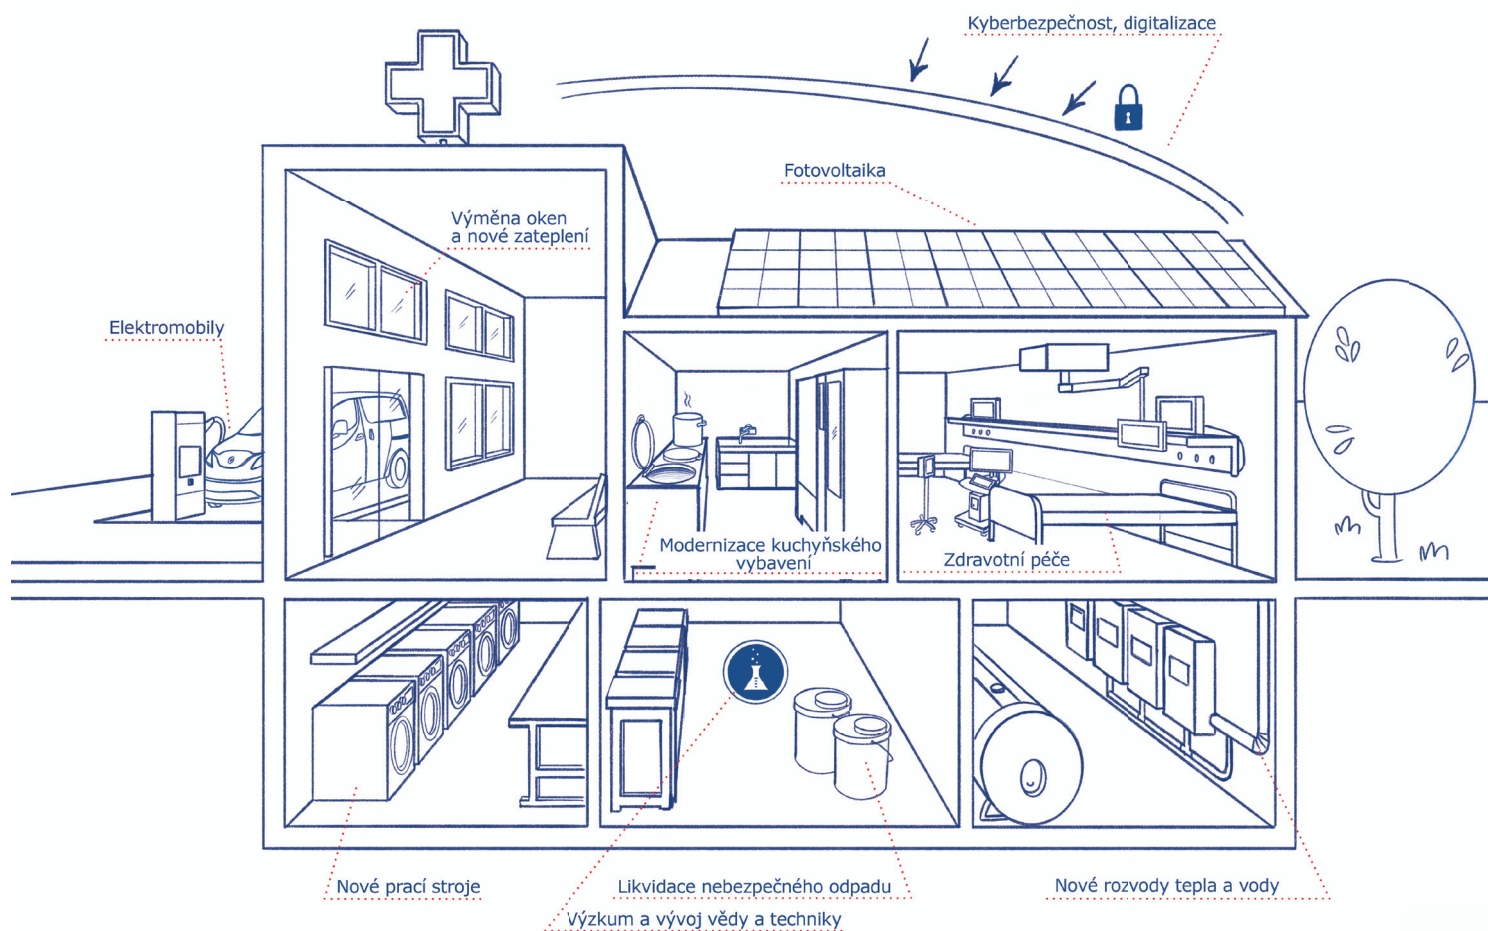 Kyberbezpečnost, digitalizace
Fotovoltaika
Výměna oken
a nové zateplení
Elektromobily
Modernizace kuchyňského
vybavení
Zdravotní péče
Nové prací stroje
Likvidace nebezpečného odpadu
Nové rozvody tepla a vody
Výzkum a vývoj vědy a techniky